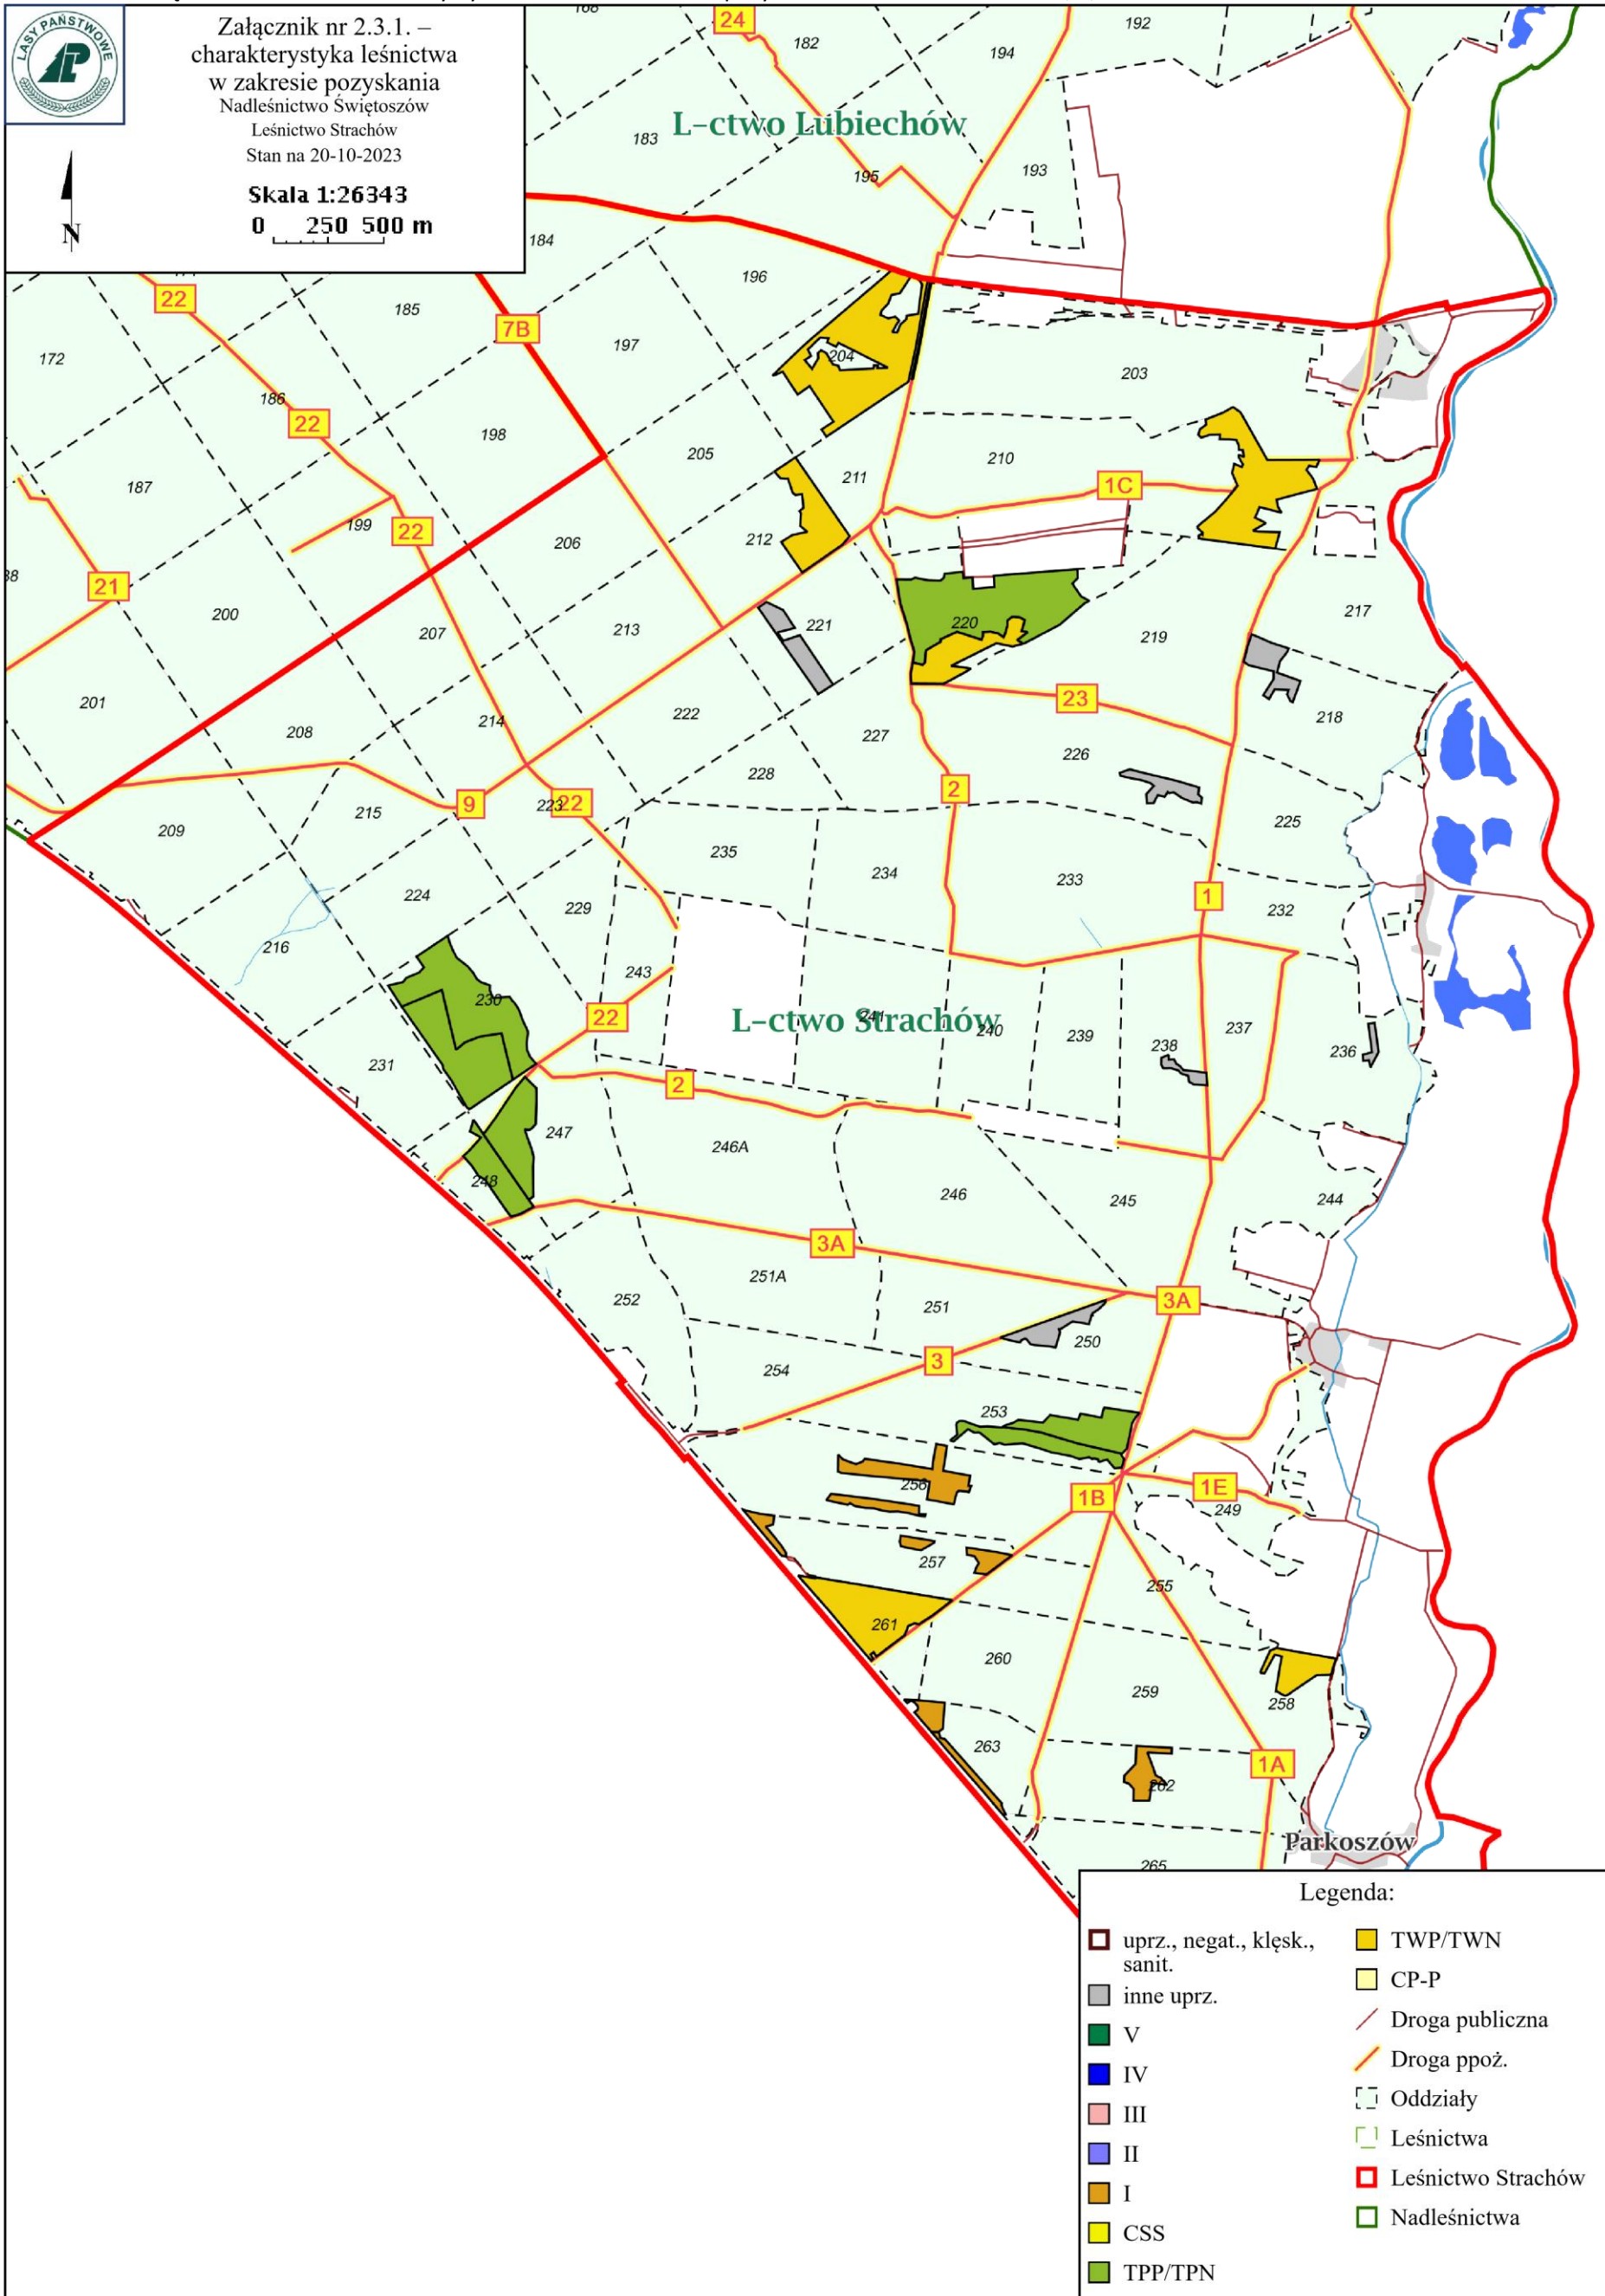 LASY PAŃSTWOWE
Załącznik nr 2.3.1. –
charakterystyka leśnictwa
w zakresie pozyskania
Nadleśnictwo Świętoszów
Leśnictwo Strachów
Stan na 20-10-2023
Skala 1:26343
0 250 500 m
N
24
182
192
194
L-ctwo Lubiechów
183
195
193
184
196
22
185
7B
197
204
203
172
186
22
198
205
211
210
1C
187
199
22
206
212
21
200
207
213
221
220
219
217
201
208
214
222
227
23
218
226
228
2
9
223
22
215
209
225
235
234
233
1
224
229
232
216
243
230
22
L-ctwo Strachów
241
240
239
238
237
236
231
2
247
246A
248
246
245
244
3A
251A
252
251
3A
250
254
3
253
256
1B
1E
249
257
255
261
260
259
258
263
1A
262
Parkoszów
265
Legenda:
uprz., negat., klęsk.,
sanit.
inne uprz.
V
IV
III
II
I
CSS
TPP/TPN
TWP/TWN
CP-P
Droga publiczna
Droga ppoż.
Oddziały
Leśnictwa
Leśnictwo Strachów
Nadleśnictwa